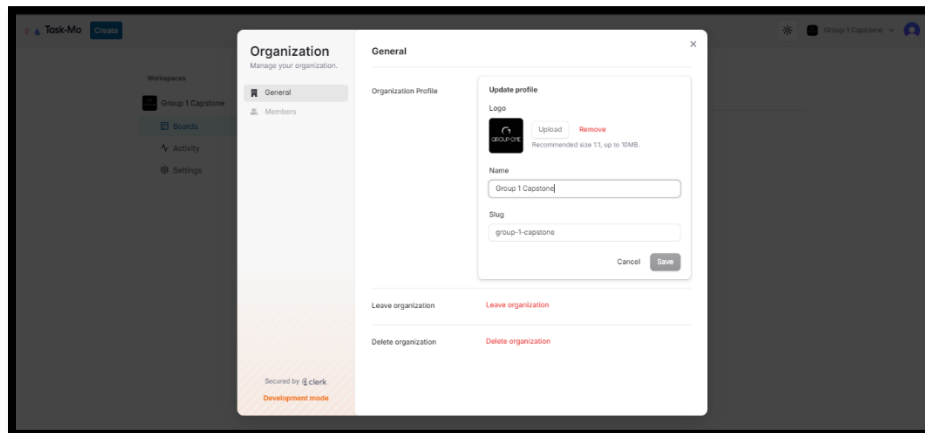 Task-Mo Create
Group 1 Capstone
Workspaces
Group 1 Capstone
Boards
Activity
Settings
Organization
Manage your organization.
General
Members
Secured by clerk
Development mode
General
Organization Profile
Update profile
Logo
GROUP ONE
Upload Remove
Recommended size 1:1, up to 10MB.
Name
Group 1 Capstone
Slug
group-1-capstone
Cancel Save
Leave organization Leave organization
Delete organization Delete organization